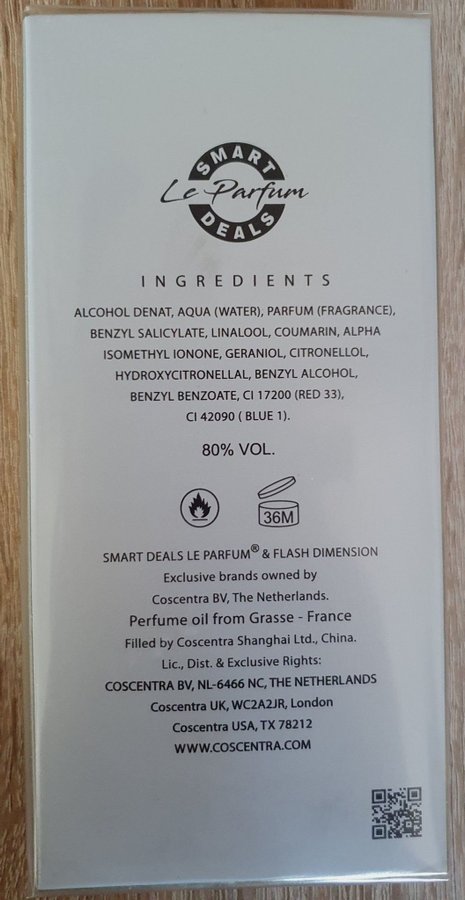 SMART
Le Parfum
DEALS
INGREDIENTS
ALCOHOL DENAT, AQUA (WATER), PARFUM (FRAGRANCE),
BENZYL SALICYLATE, LINALOOL, COUMARIN, ALPHA
ISOMETHYL IONONE, GERANIOL, CITRONELLOL,
HYDROXYCITRONELLAL, BENZYL ALCOHOL,
BENZYL BENZOATE, CI 17200 (RED 33),
CI 42090 ( BLUE 1).
80% VOL.
36M
SMART DEALS LE PARFUM® & FLASH DIMENSION
Exclusive brands owned by
Coscentra BV, The Netherlands.
Perfume oil from Grasse - France
Filled by Coscentra Shanghai Ltd., China.
Lic., Dist. & Exclusive Rights:
COSCENTRA BV, NL-6466 NC, THE NETHERLANDS
Coscentra UK, WC2A2JR, London
Coscentra USA, TX 78212
WWW.COSCENTRA.COM